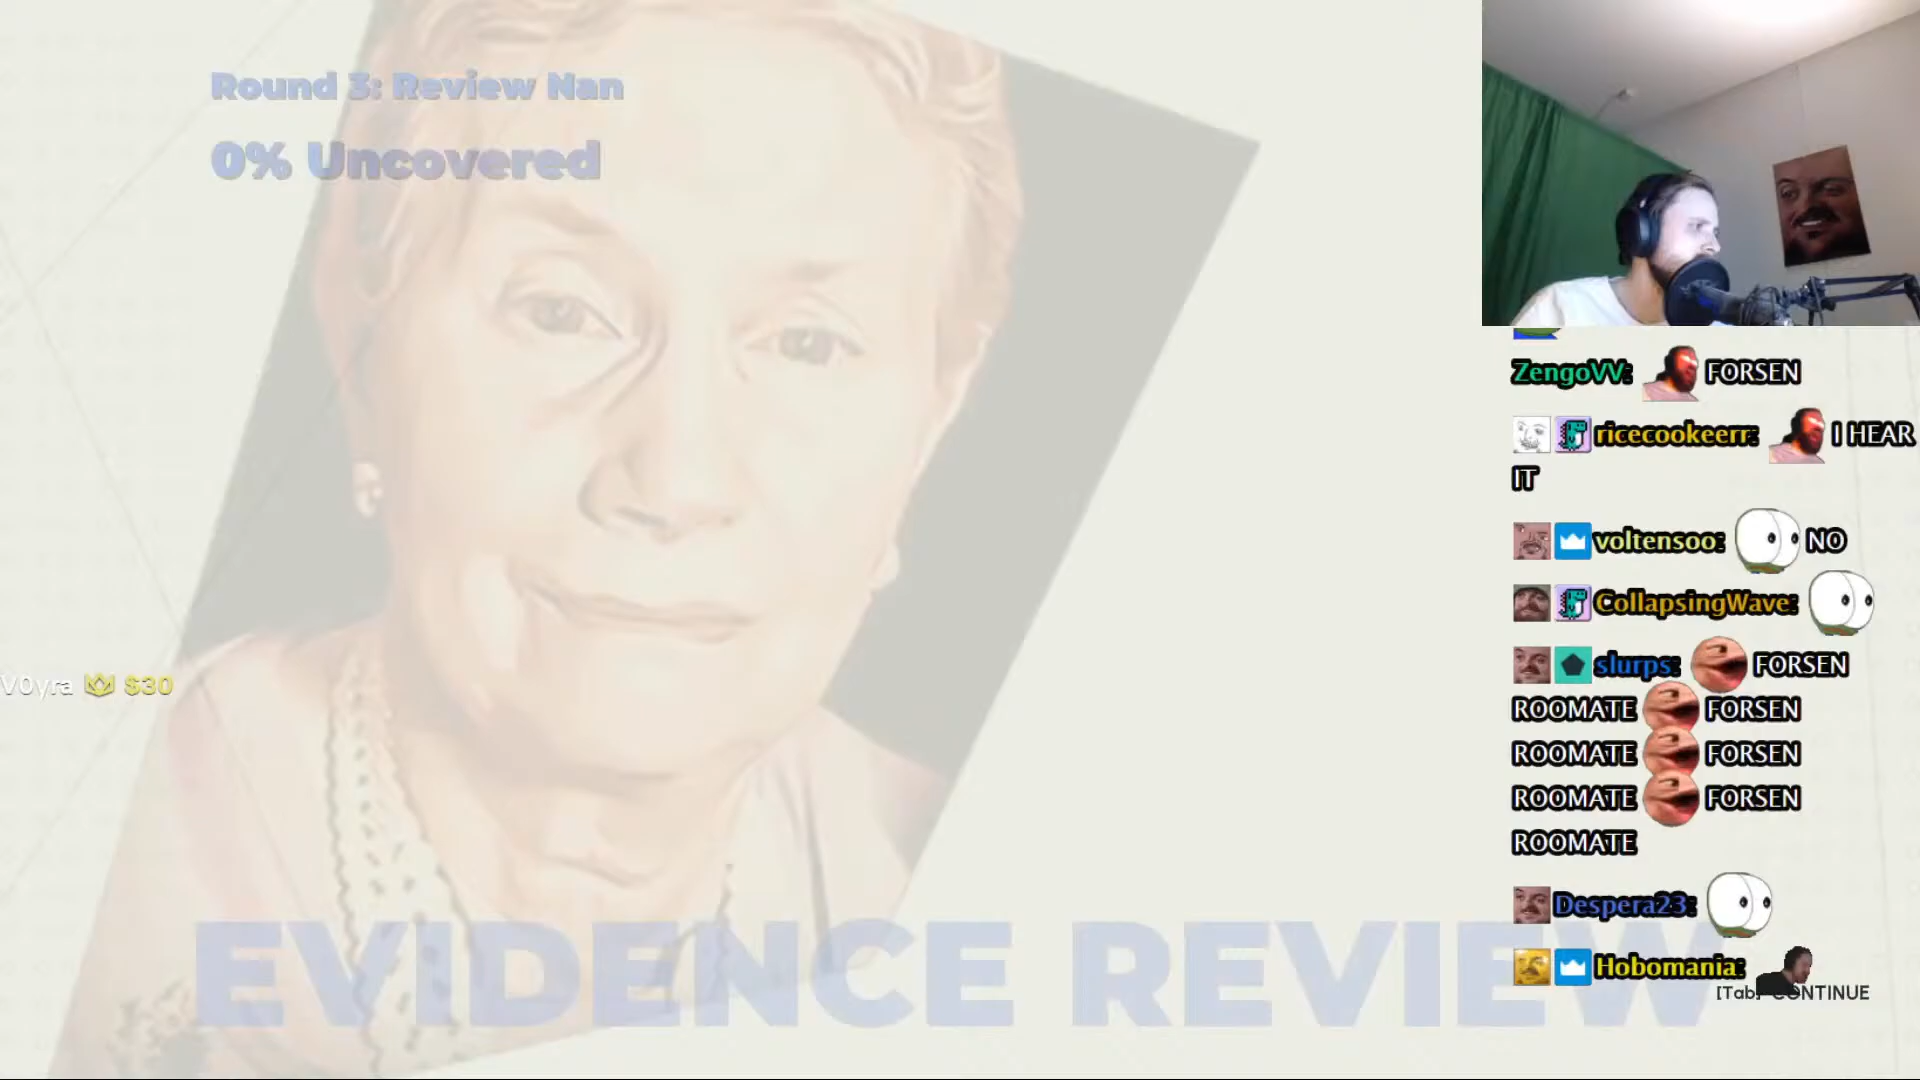 Round 3: Review Nan
0% Uncovered
V0yra $30
ZengoVV: FORSEN
ricecookeerr: I HEAR
IT
voltensoo: NO
CollapsingWave:
slurps: FORSEN
ROOMATE FORSEN
ROOMATE FORSEN
ROOMATE FORSEN
ROOMATE
Despera23:
Hobomania:
EVIDENCE REVIEW
[Tab] CONTINUE